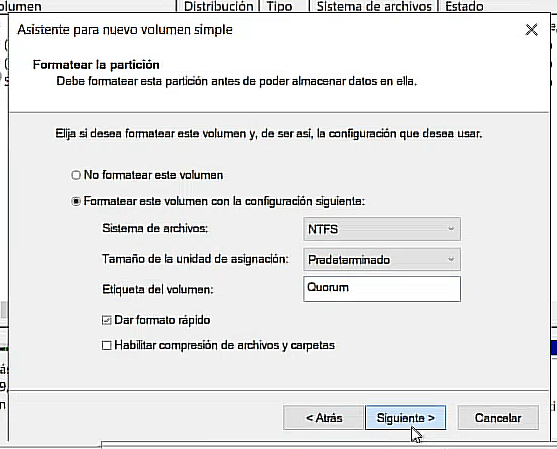 olumen Distribución Tipo Sistema de archivos Estado
Asistente para nuevo volumen simple
Formatear la partición
Debe formatear esta partición antes de poder almacenar datos en ella.
Elija si desea formatear este volumen y, de ser así, la configuración que desea usar.
No formatear este volumen
Formatear este volumen con la configuración siguiente:
Sistema de archivos: NTFS
Tamaño de la unidad de asignación: Predeterminado
Etiqueta del volumen: Quorum
Dar formato rápido
Habilitar compresión de archivos y carpetas
< Atrás Siguiente > Cancelar